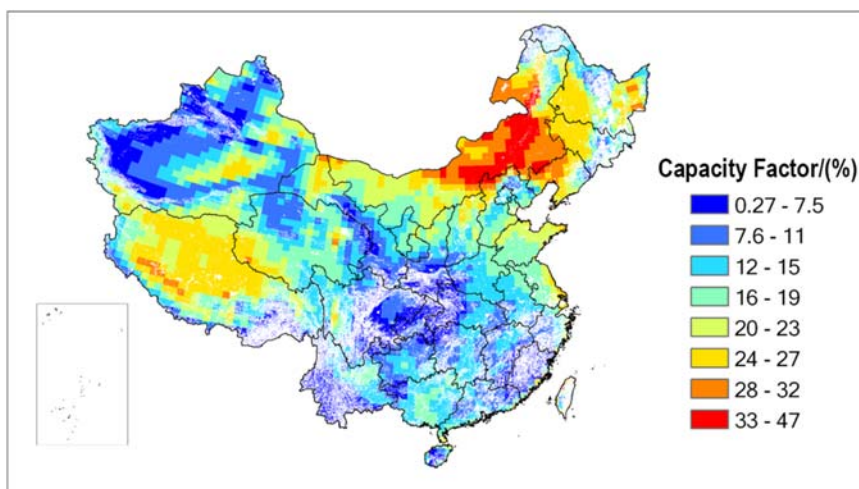 Capacity Factor/(%)
0.27 - 7.5
7.6 - 11
12 - 15
16 - 19
20 - 23
24 - 27
28 - 32
33 - 47